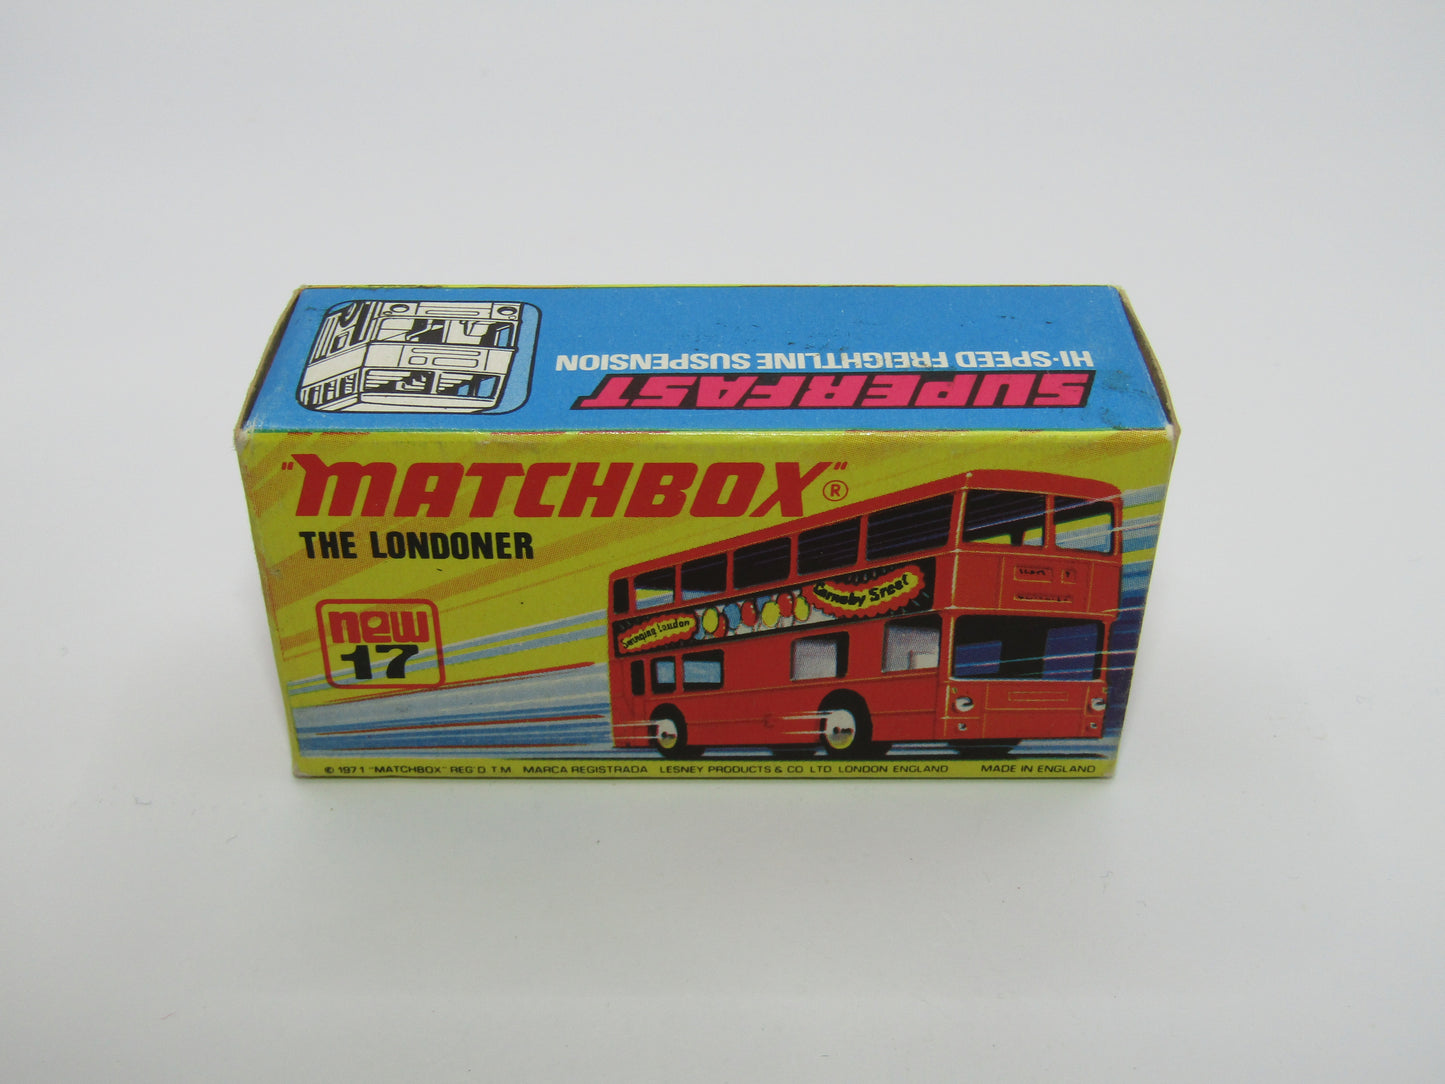 HI·SPEED FREIGHTLINE SUSPENSION
SUPERFAST
"MATCHBOX"®
THE LONDONER
new
17
Swinging London
Carnaby Street
© 1971 "MATCHBOX" REG'D T.M. MARCA REGISTRADA LESNEY PRODUCTS & CO. LTD. LONDON ENGLAND MADE IN ENGLAND